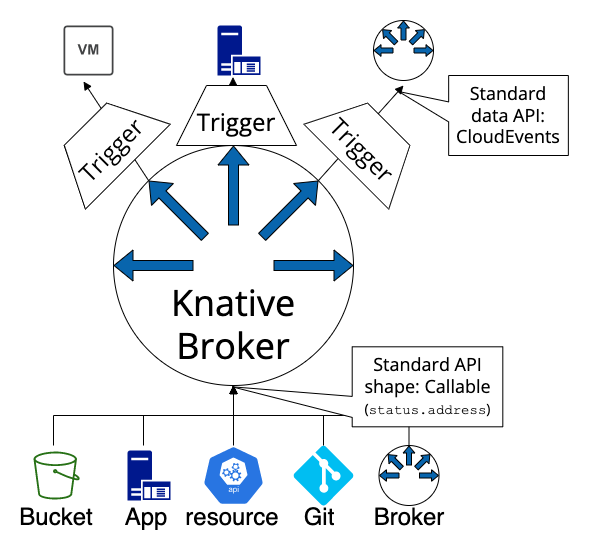 VM
Trigger
Trigger
Trigger
Standard
data API:
CloudEvents
Knative
Broker
Standard API
shape: Callable
(status.address)
api
Bucket
App
resource
Git
Broker